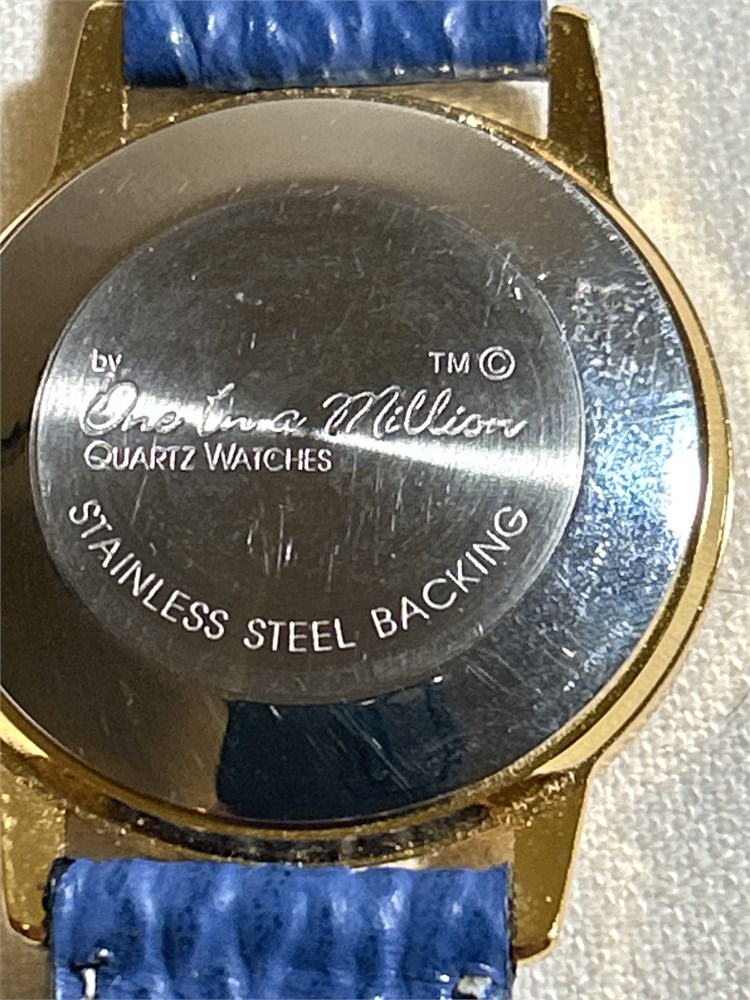 by TM ©
One In a Million
QUARTZ WATCHES
STAINLESS STEEL BACKING